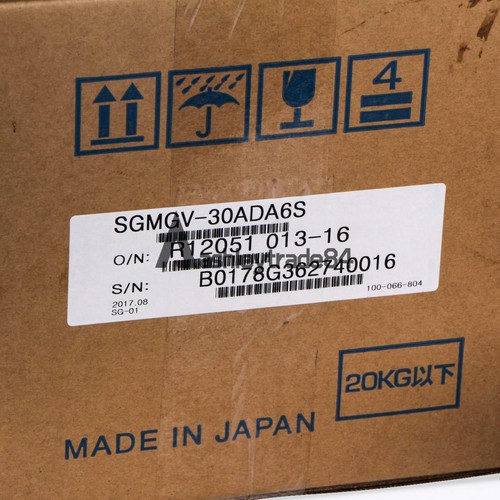 4
SGMGV-30ADA6S
O/N: R12051 013-16
S/N: B0178G362740016
2017.08
SG-01
100-066-804
20KG以下
MADE IN JAPAN